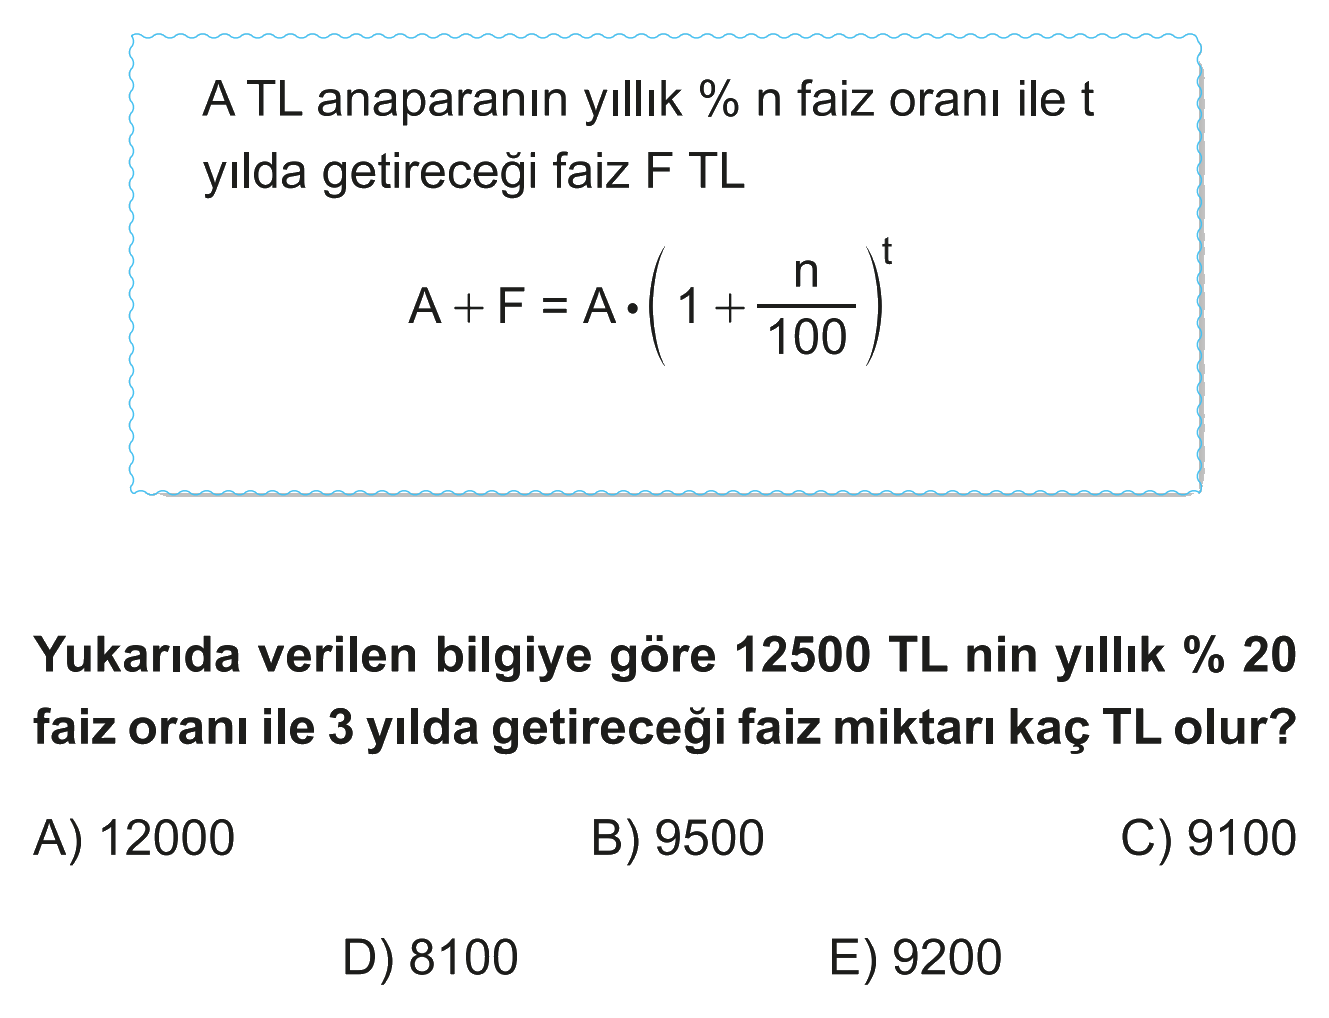 A TL anaparanın yıllık % n faiz oranı ile t
yılda getireceği faiz F TL
A + F = A • ( 1 + n/100 )^t
Yukarıda verilen bilgiye göre 12500 TL nin yıllık % 20
faiz oranı ile 3 yılda getireceği faiz miktarı kaç TL olur?
A) 12000 B) 9500 C) 9100
D) 8100 E) 9200